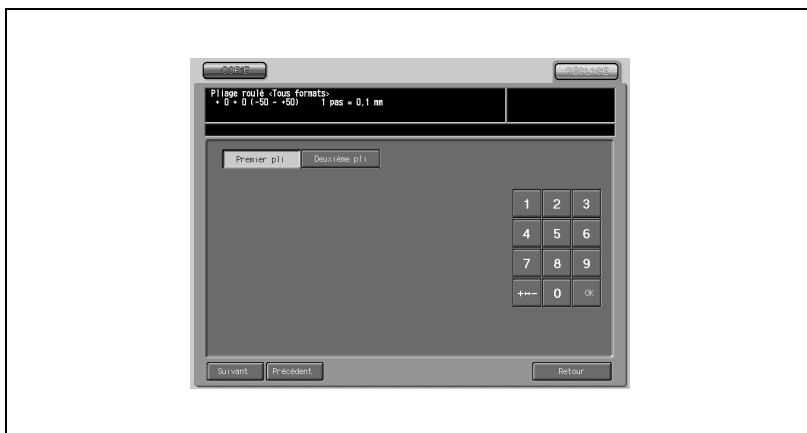 COPIE
RÉGLAGE
Pliage roulé <Tous formats>
+ 0 + 0 (-50 ~ +50) 1 pas = 0,1 mm
Premier pli
Deuxième pli
1 2 3
4 5 6
7 8 9
+↔- 0 OK
Suivant
Précédent
Retour